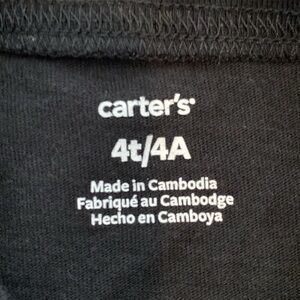 carter's
4t/4A
Made in Cambodia
Fabriqué au Cambodge
Hecho en Camboya